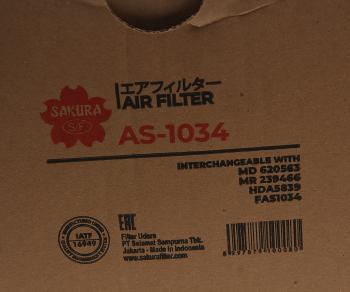 エアフィルター
AIR FILTER
SAKURA
S/F
AS-1034
INTERCHANGEABLE WITH
MD 620563
MR 239466
HDA5839
FAS1034
EAC
IATF
16949
Filter Udara
PT Selamat Sempurna Tbk.
Jakarta - Made in Indonesia
www.sakurafilter.com